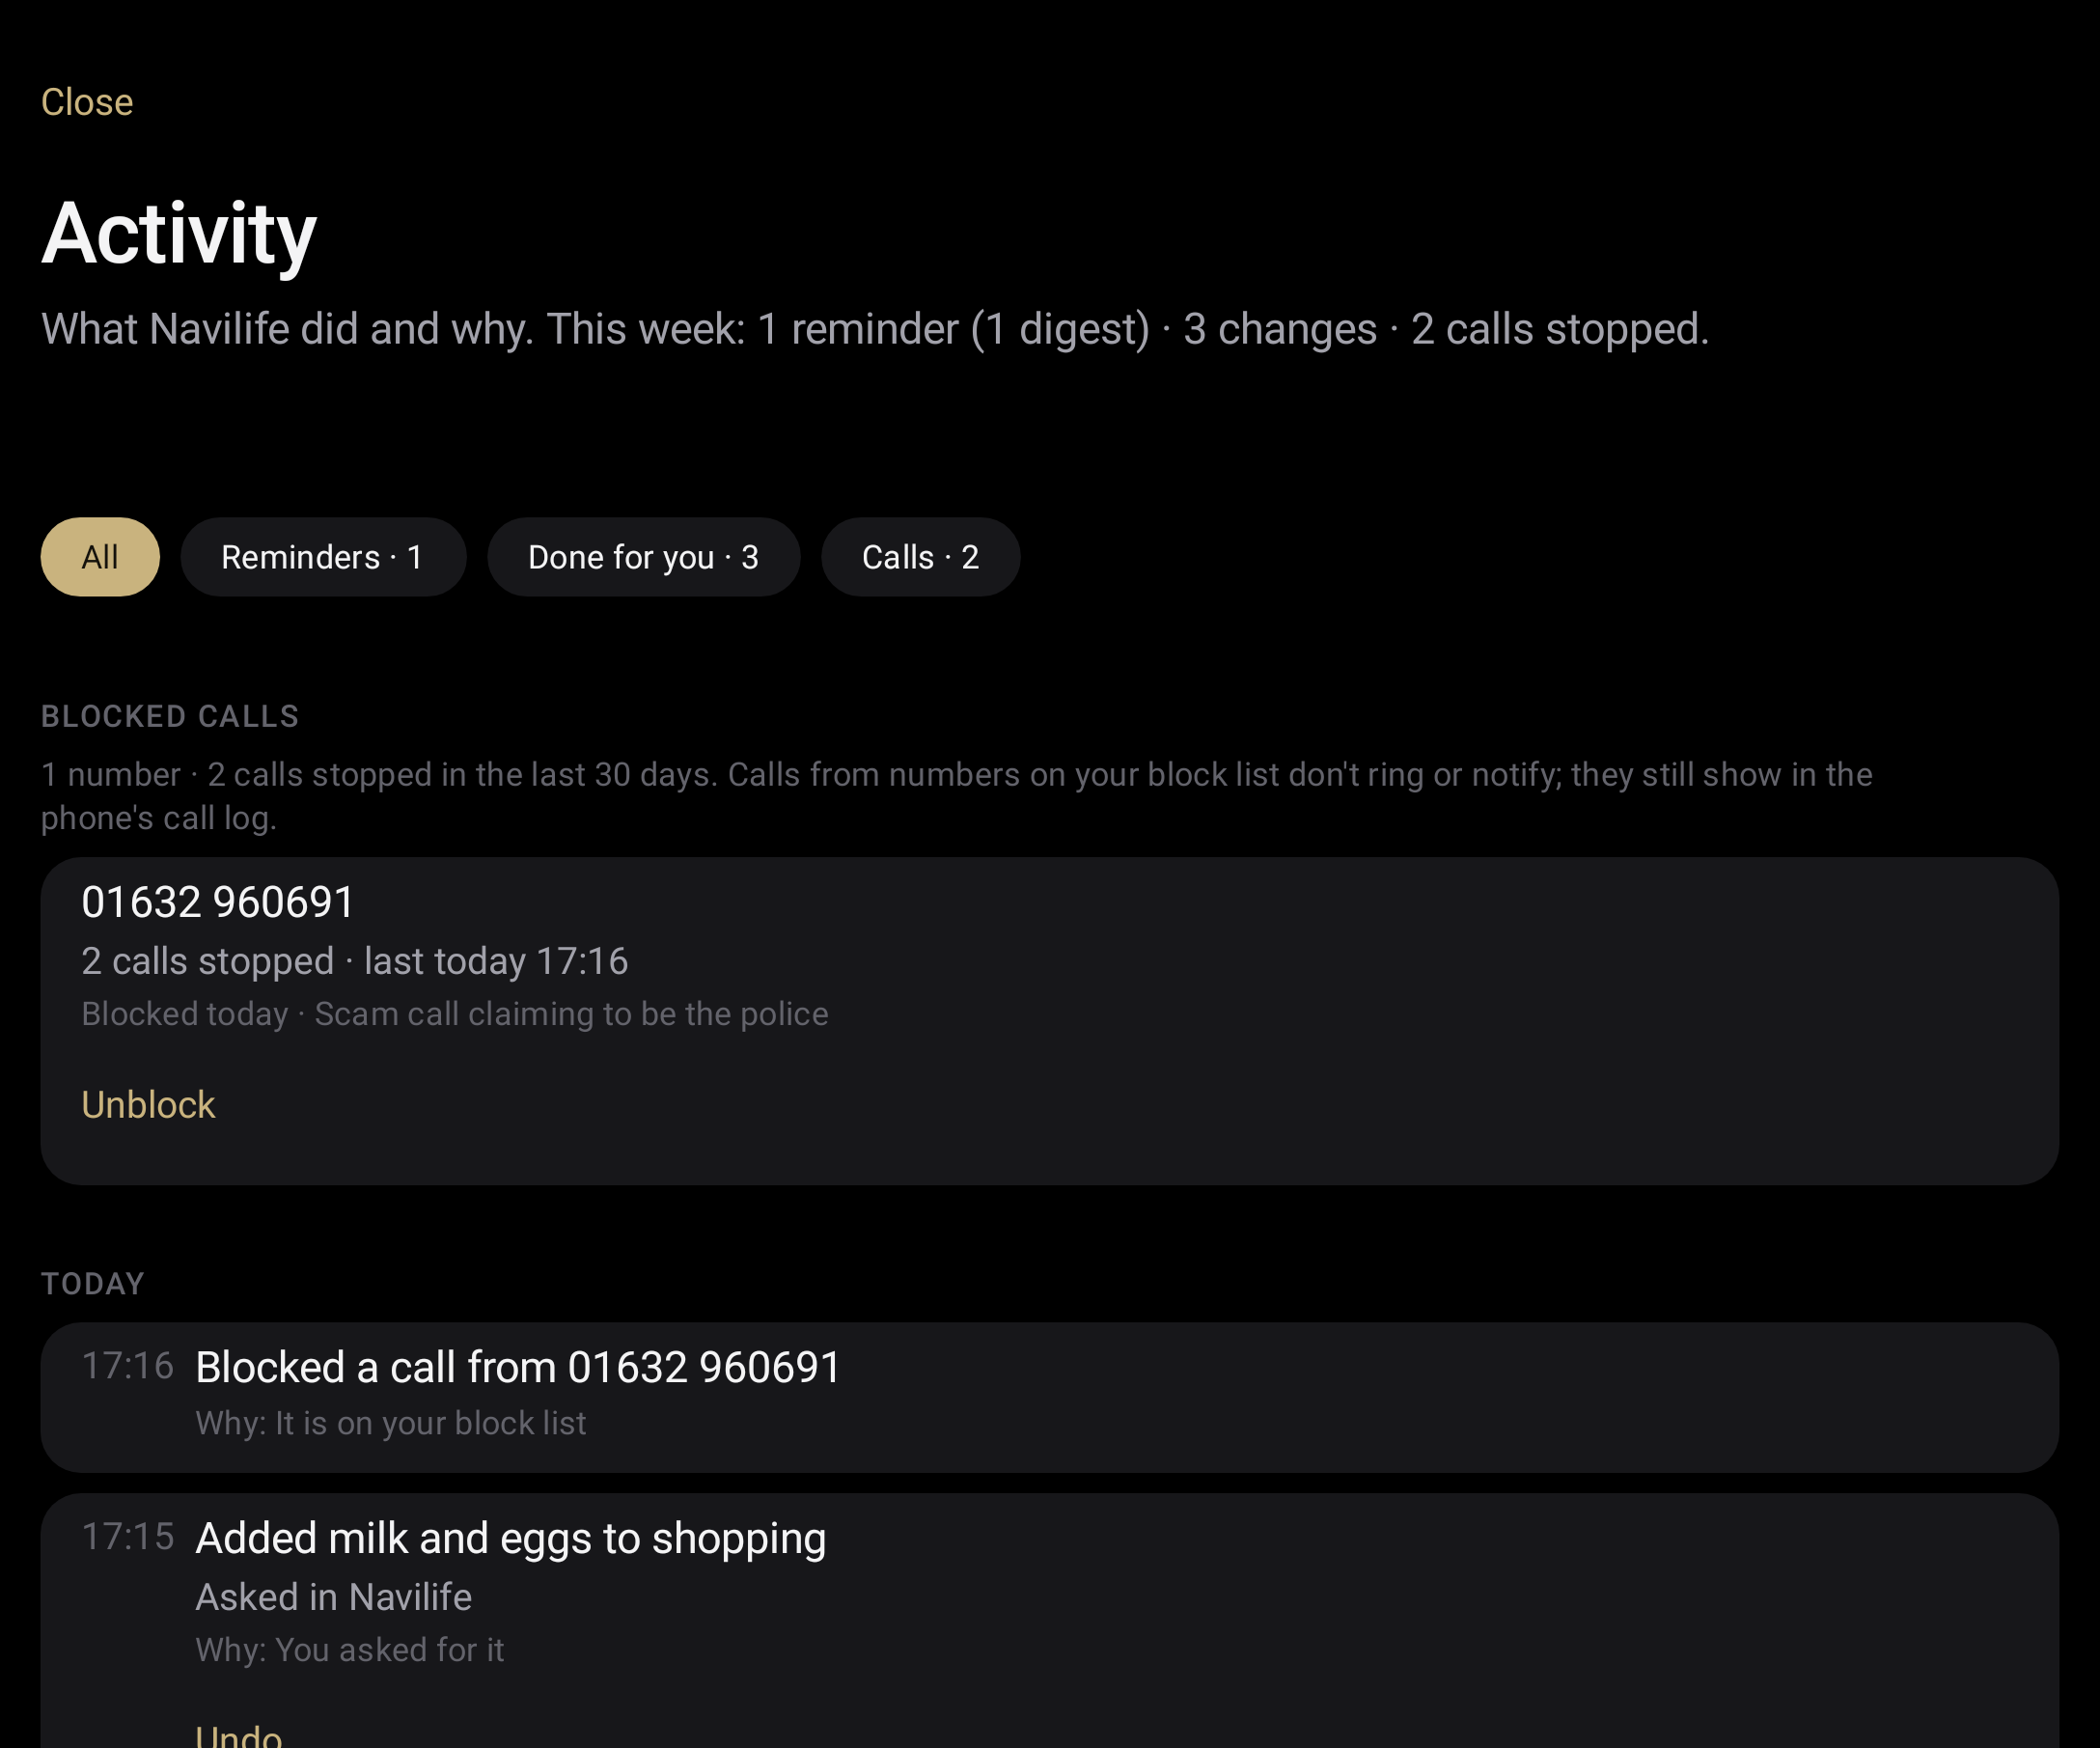 Close
Activity
What Navilife did and why. This week: 1 reminder (1 digest) · 3 changes · 2 calls stopped.
All
Reminders · 1
Done for you · 3
Calls · 2
BLOCKED CALLS
1 number · 2 calls stopped in the last 30 days. Calls from numbers on your block list don't ring or notify; they still show in the
phone's call log.
01632 960691
2 calls stopped · last today 17:16
Blocked today · Scam call claiming to be the police
Unblock
TODAY
17:16 Blocked a call from 01632 960691
Why: It is on your block list
17:15 Added milk and eggs to shopping
Asked in Navilife
Why: You asked for it
Undo